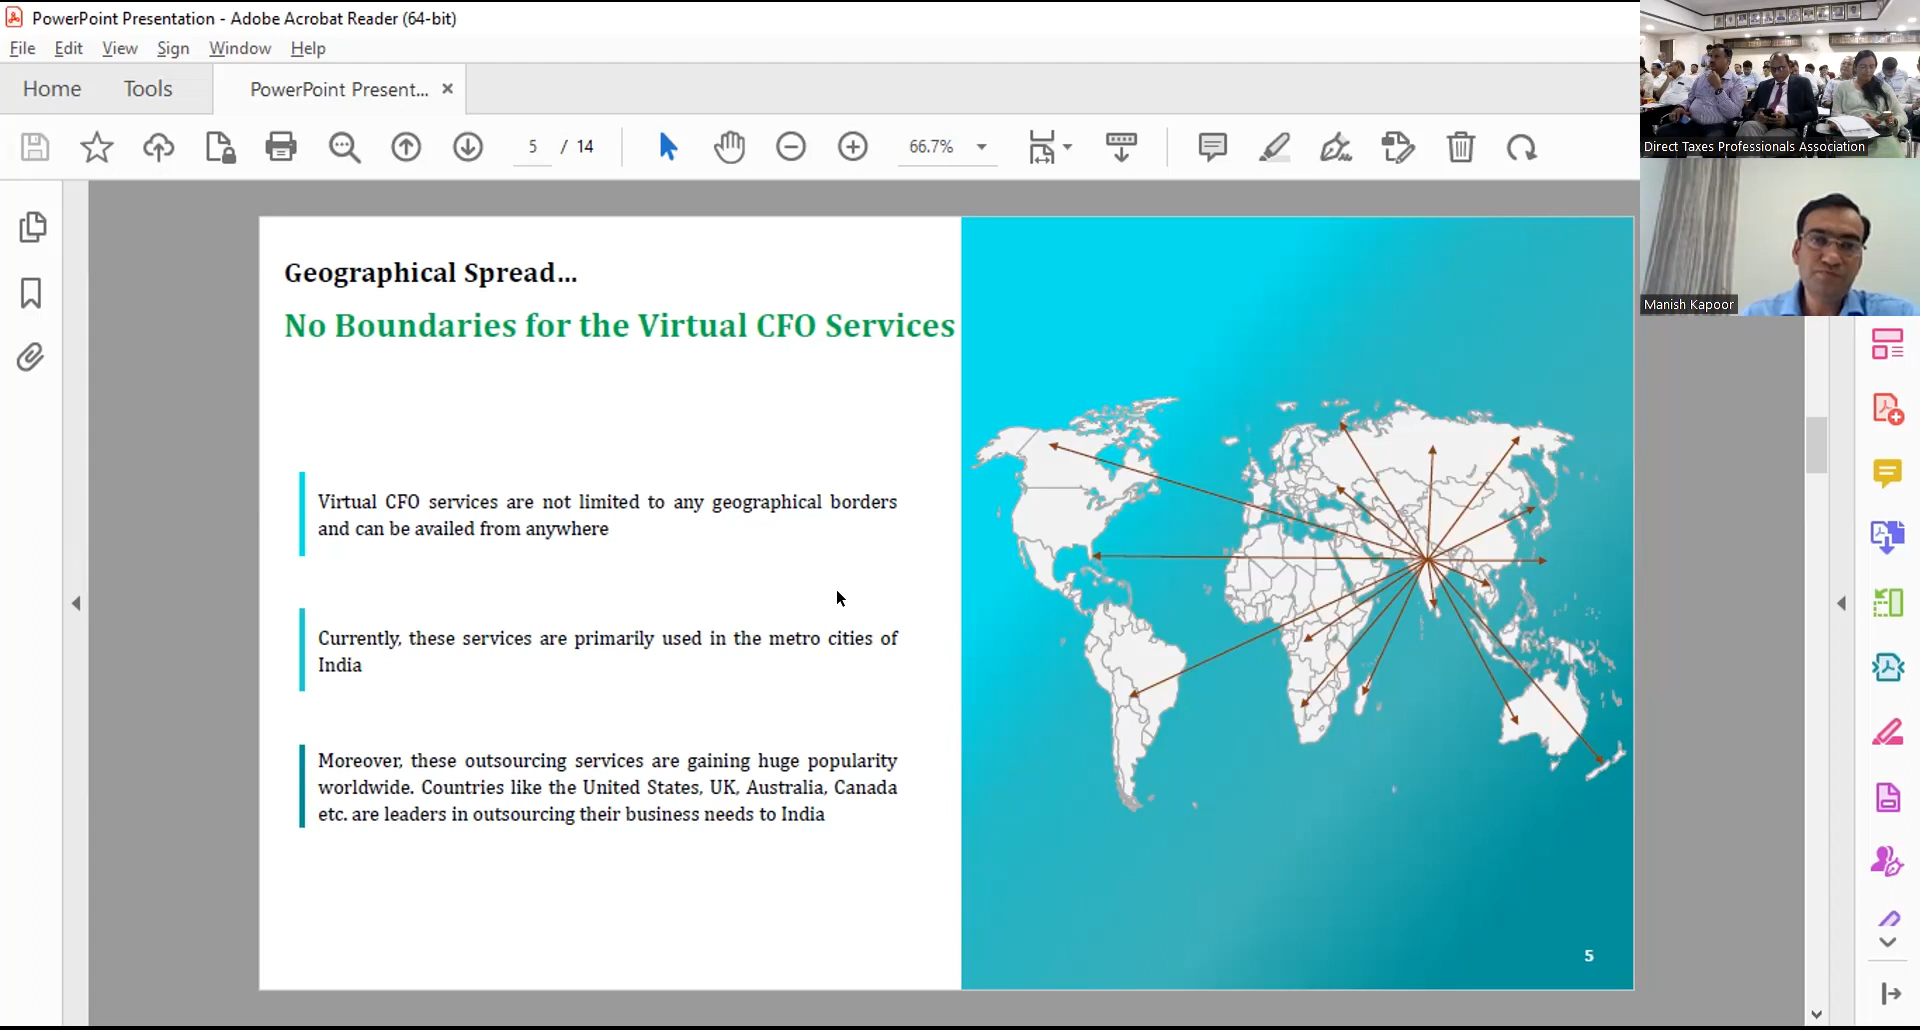 PowerPoint Presentation - Adobe Acrobat Reader (64-bit)
File Edit View Sign Window Help
Home Tools PowerPoint Present... ×
5 / 14 66.7%
Direct Taxes Professionals Association
Manish Kapoor
Geographical Spread...
No Boundaries for the Virtual CFO Services
Virtual CFO services are not limited to any geographical borders
and can be availed from anywhere
Currently, these services are primarily used in the metro cities of
India
Moreover, these outsourcing services are gaining huge popularity
worldwide. Countries like the United States, UK, Australia, Canada
etc. are leaders in outsourcing their business needs to India
5